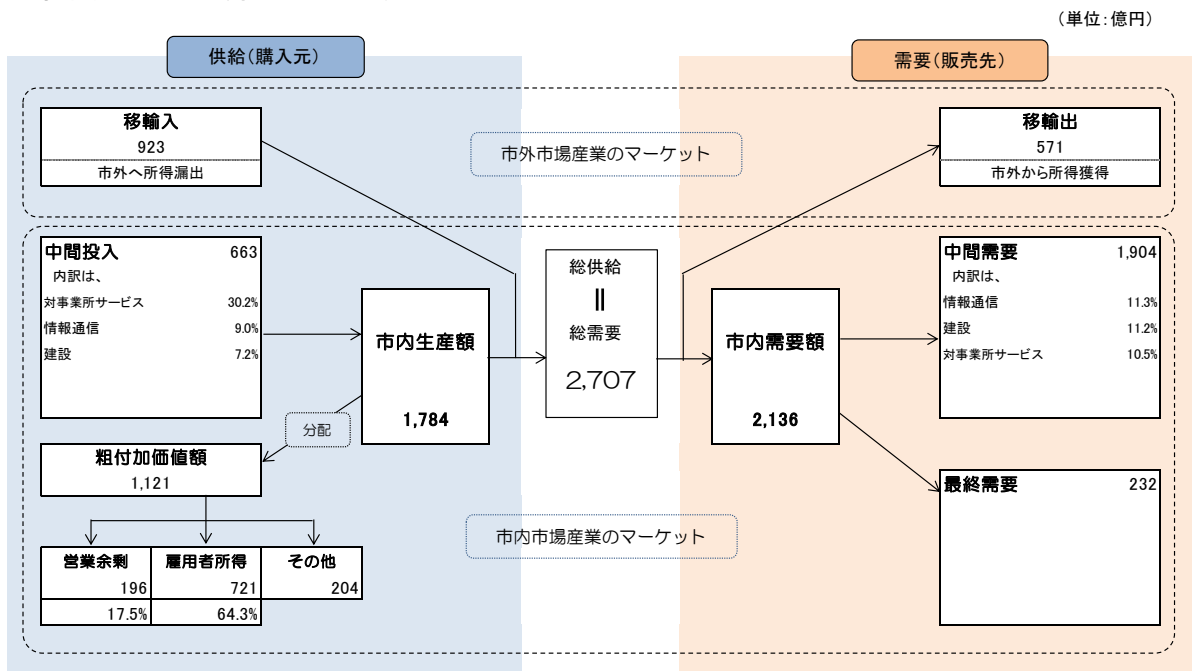 （単位：億円）
供給（購入元）
需要（販売先）
移輸入
923
市外へ所得漏出
市外市場産業のマーケット
移輸出
571
市外から所得獲得
中間投入 663
内訳は、
対事業所サービス 30.2%
情報通信 9.0%
建設 7.2%
市内生産額
1,784
総供給
||
総需要
2,707
市内需要額
2,136
中間需要 1,904
内訳は、
情報通信 11.3%
建設 11.2%
対事業所サービス 10.5%
分配
粗付加価値額
1,121
最終需要 232
市内市場産業のマーケット
営業余剰 雇用者所得 その他
196 721 204
17.5% 64.3%